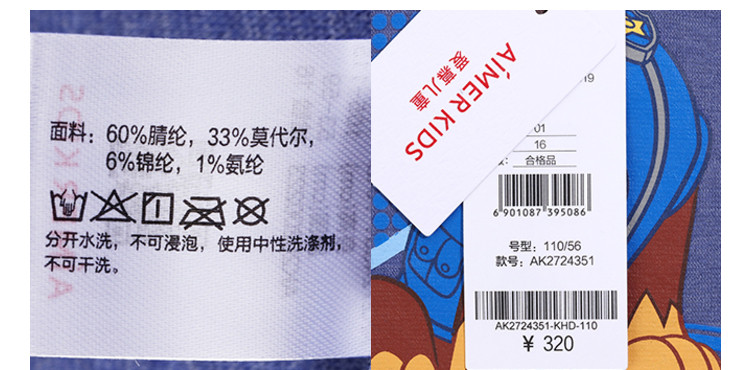 面料：60%腈纶，33%莫代尔，
6%锦纶，1%氨纶
分开水洗，不可浸泡，使用中性洗涤剂，
不可干洗。
AiMER KIDS
爱慕儿童
19
01
16
合格品
6 901087 395086
号型：110/56
款号：AK2724351
AK2724351-KHD-110
¥ 320